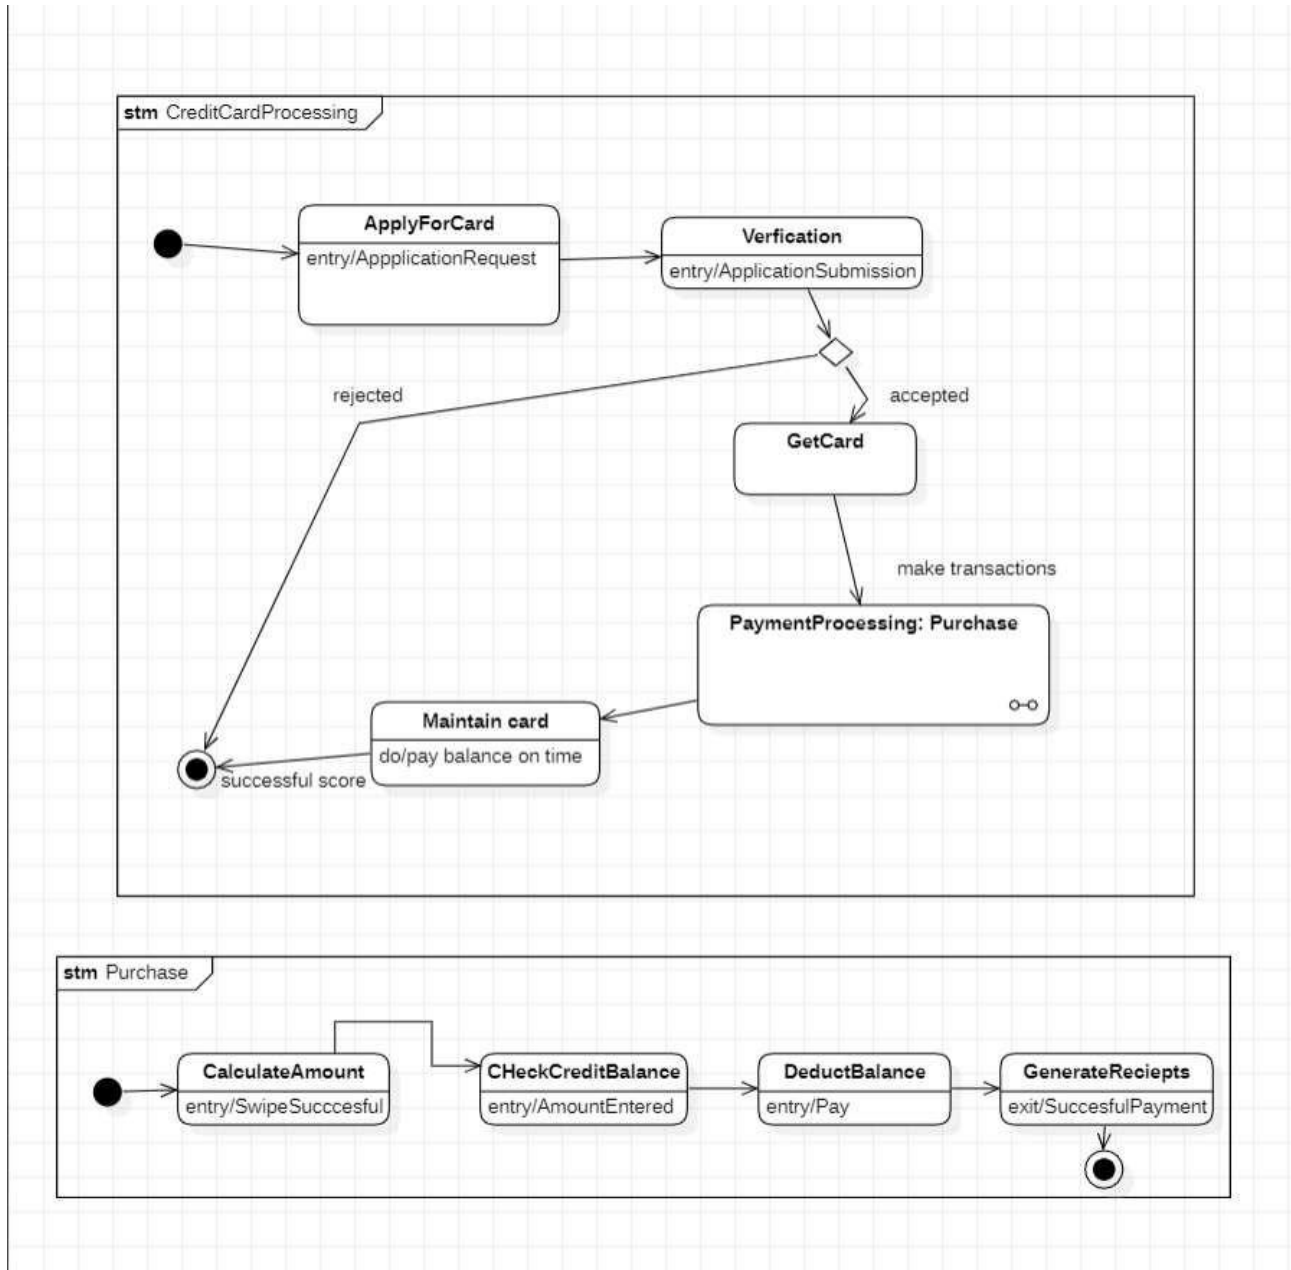 stm CreditCardProcessing
ApplyForCard
entry/AppplicationRequest
Verfication
entry/ApplicationSubmission
rejected
accepted
GetCard
make transactions
PaymentProcessing: Purchase
Maintain card
do/pay balance on time
successful score
stm Purchase
CalculateAmount
entry/SwipeSucccesful
CHeckCreditBalance
entry/AmountEntered
DeductBalance
entry/Pay
GenerateReciepts
exit/SuccesfulPayment